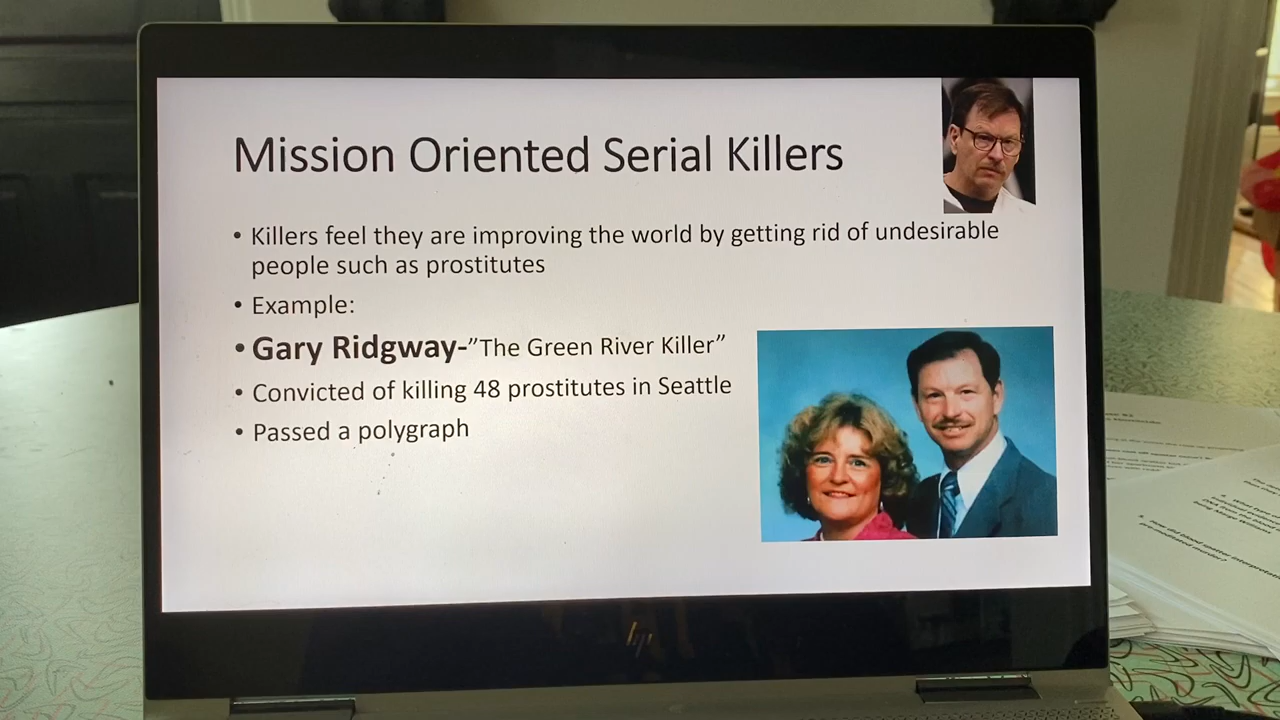 Mission Oriented Serial Killers
• Killers feel they are improving the world by getting rid of undesirable
people such as prostitutes
• Example:
• Gary Ridgway-”The Green River Killer”
• Convicted of killing 48 prostitutes in Seattle
• Passed a polygraph
hp